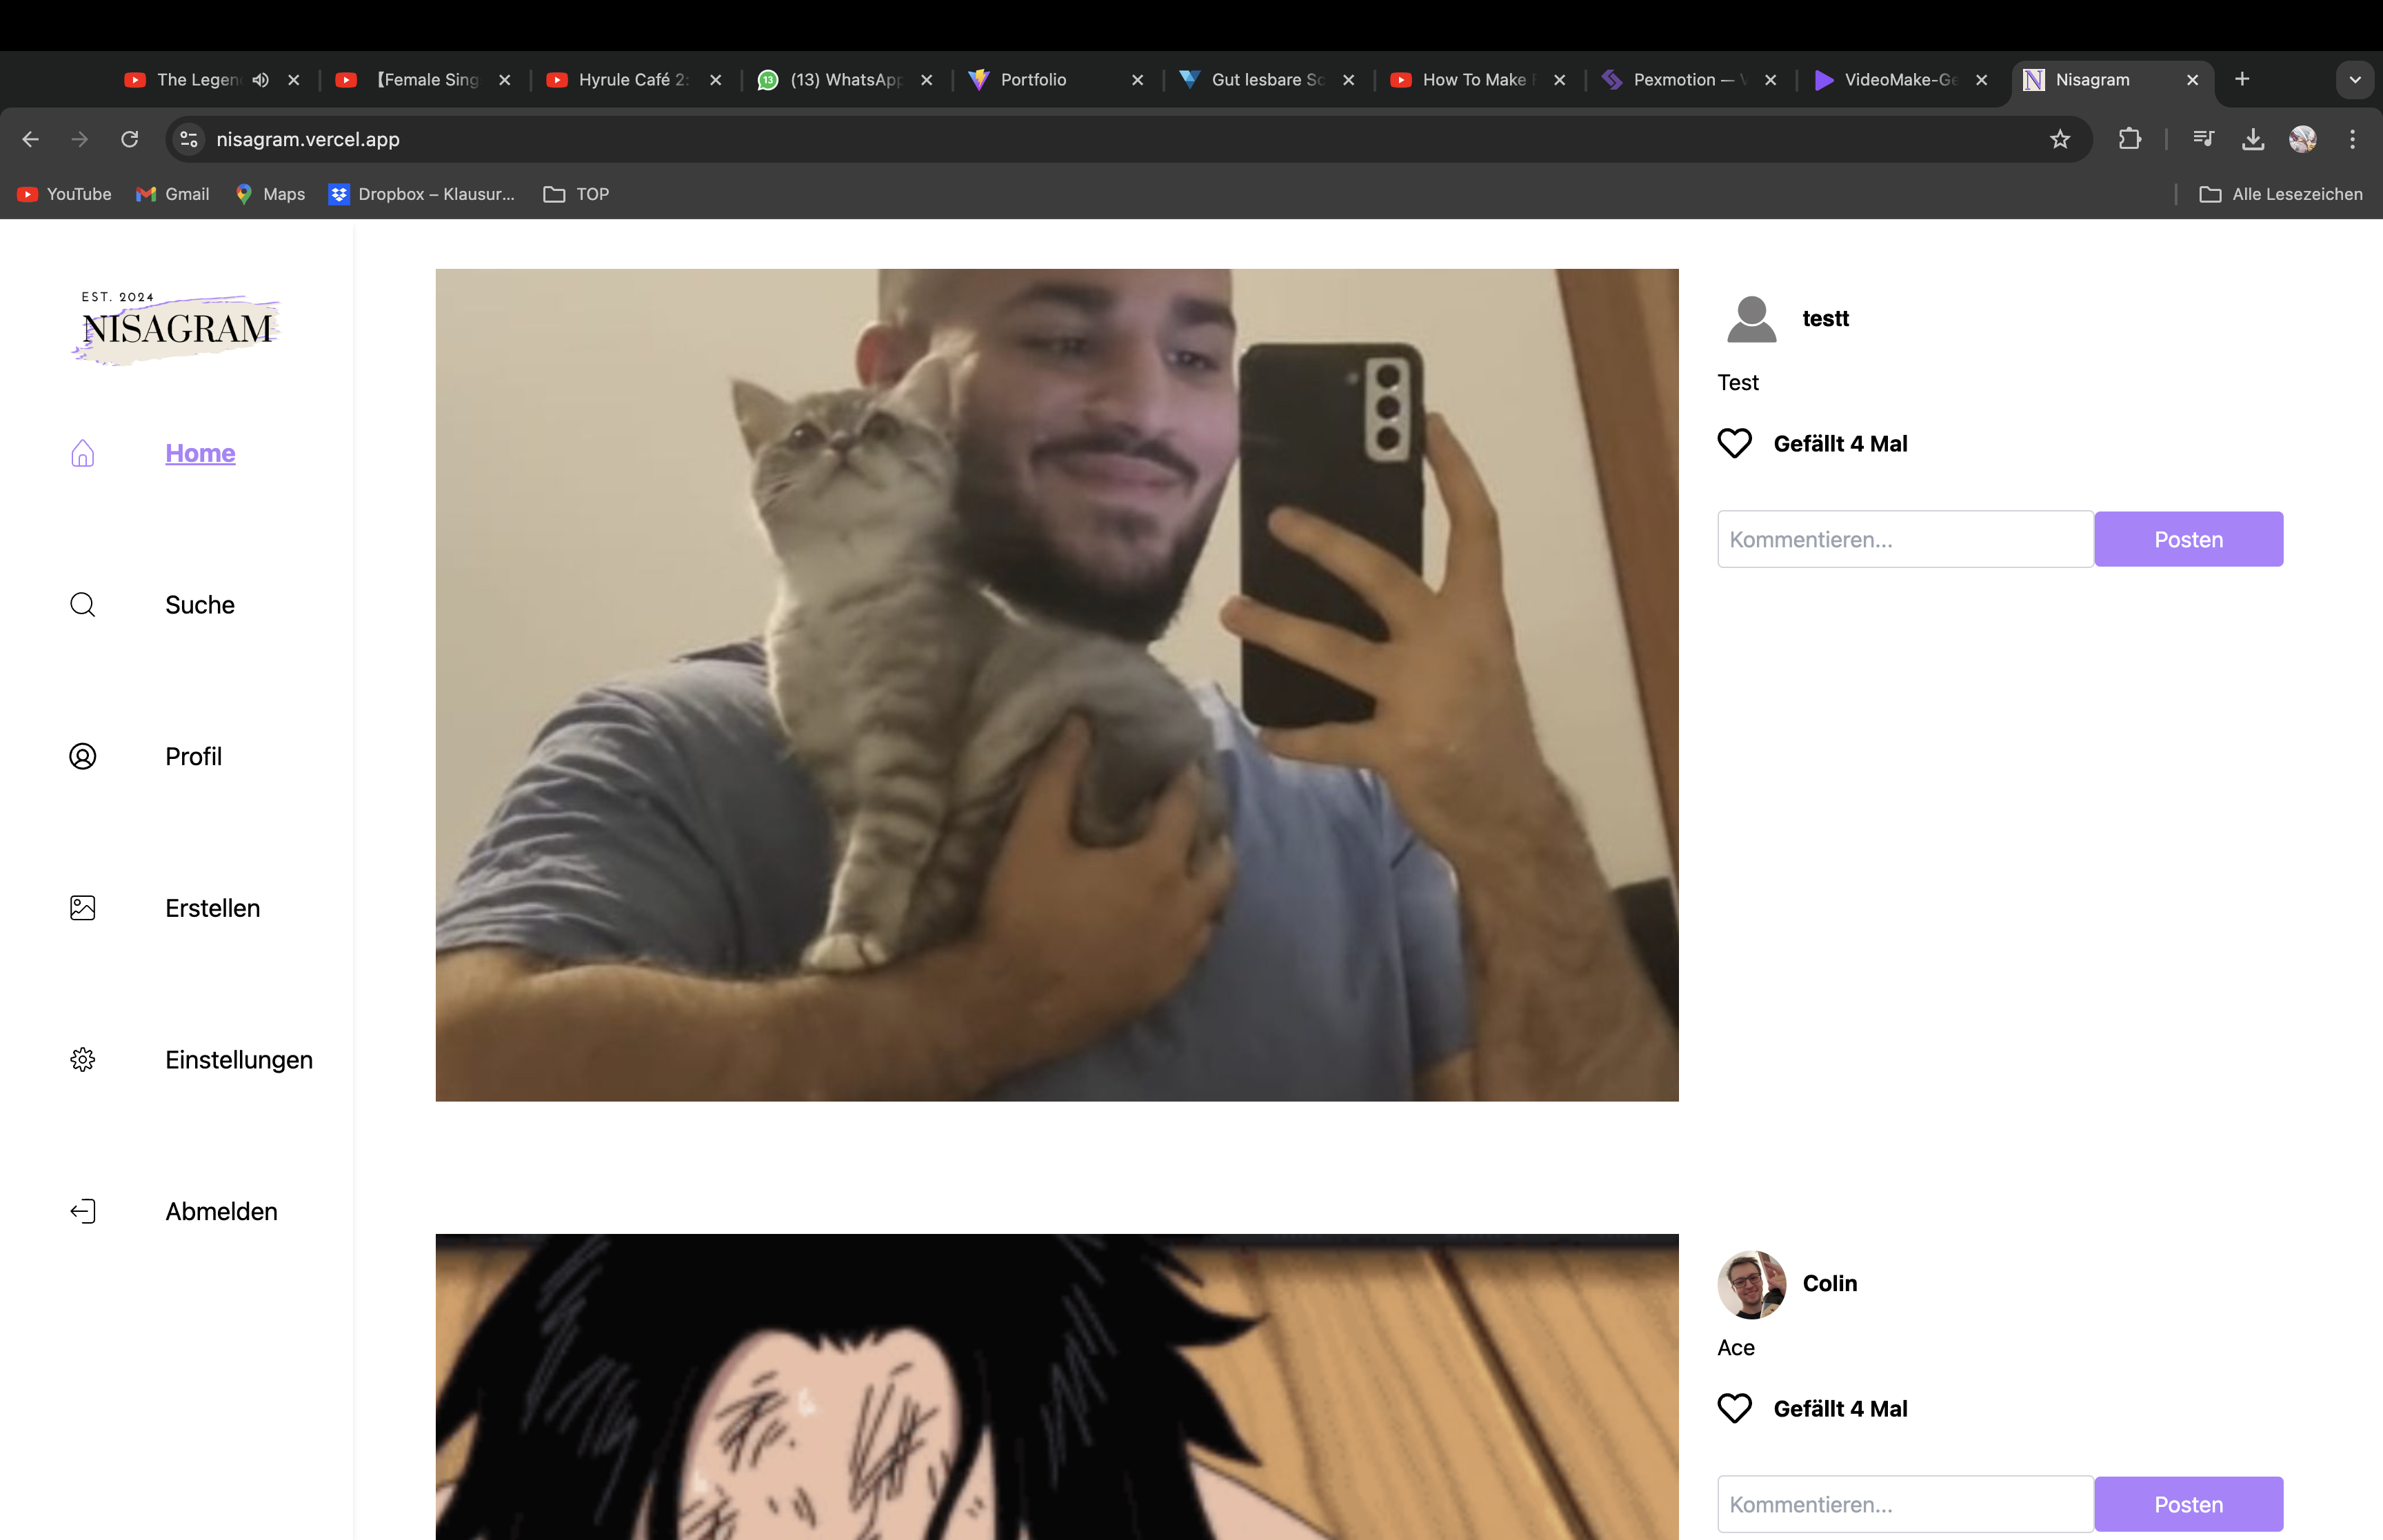 The Legen
【Female Sing
Hyrule Café 2:
13
(13) WhatsApp
Portfolio
Gut lesbare Sc
How To Make
Pexmotion —
VideoMake-Ge
Nisagram
nisagram.vercel.app
YouTube
Gmail
Maps
Dropbox – Klausur...
TOP
Alle Lesezeichen
EST. 2024
NISAGRAM
Home
Suche
Profil
Erstellen
Einstellungen
Abmelden
testt
Test
Gefällt 4 Mal
Kommentieren...
Posten
Colin
Ace
Gefällt 4 Mal
Kommentieren...
Posten